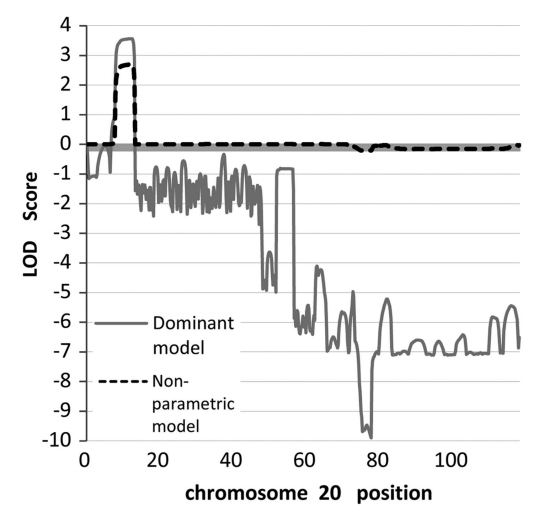 4
3
2
1
0
-1
-2
-3
-4
-5
-6
-7
-8
-9
-10
LOD Score
Dominant
model
Non-
parametric
model
0 20 40 60 80 100
chromosome 20 position